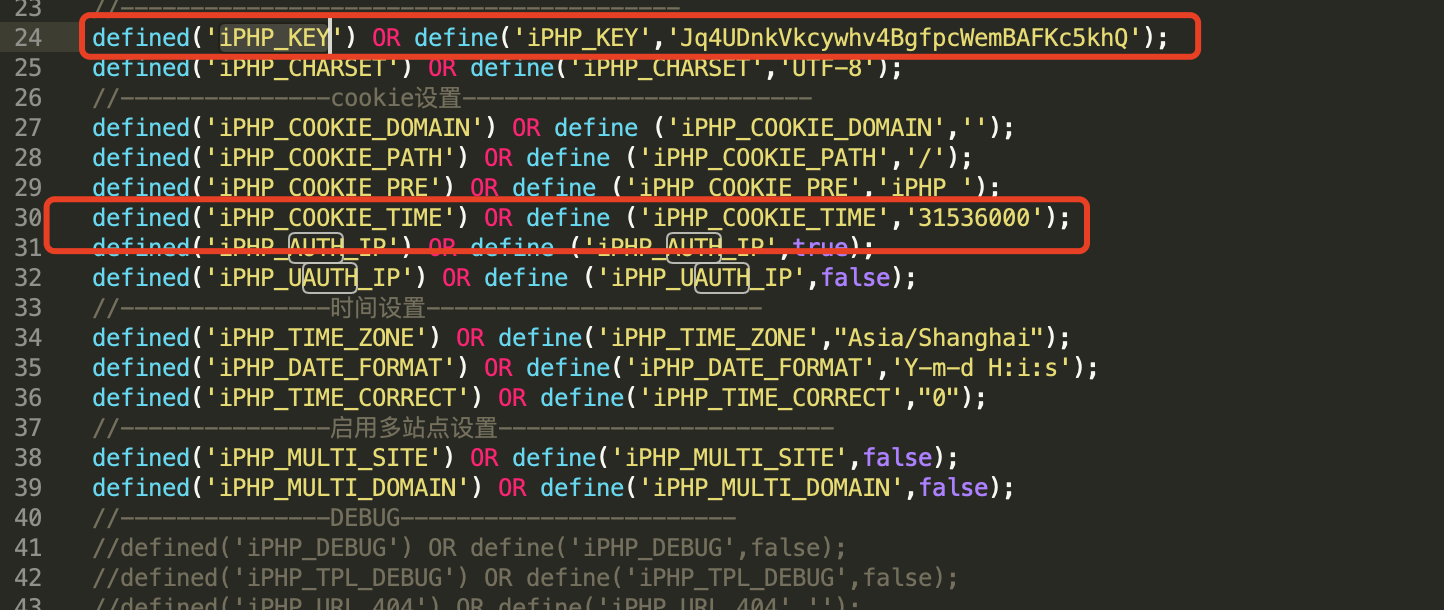 23 //----------------------------------------
24 defined('iPHP_KEY') OR define('iPHP_KEY','Jq4UDnkVkcywhv4BgfpcWemBAFKc5khQ');
25 defined('iPHP_CHARSET') OR define('iPHP_CHARSET','UTF-8');
26 //---------------cookie设置-------------------------
27 defined('iPHP_COOKIE_DOMAIN') OR define ('iPHP_COOKIE_DOMAIN','');
28 defined('iPHP_COOKIE_PATH') OR define ('iPHP_COOKIE_PATH','/');
29 defined('iPHP_COOKIE_PRE') OR define ('iPHP_COOKIE_PRE','iPHP_');
30 defined('iPHP_COOKIE_TIME') OR define ('iPHP_COOKIE_TIME','31536000');
31 defined('iPHP_AUTH_IP') OR define ('iPHP_AUTH_IP',true);
32 defined('iPHP_UAUTH_IP') OR define ('iPHP_UAUTH_IP',false);
33 //---------------时间设置------------------------
34 defined('iPHP_TIME_ZONE') OR define('iPHP_TIME_ZONE',"Asia/Shanghai");
35 defined('iPHP_DATE_FORMAT') OR define('iPHP_DATE_FORMAT','Y-m-d H:i:s');
36 defined('iPHP_TIME_CORRECT') OR define('iPHP_TIME_CORRECT',"0");
37 //---------------启用多站点设置------------------------
38 defined('iPHP_MULTI_SITE') OR define('iPHP_MULTI_SITE',false);
39 defined('iPHP_MULTI_DOMAIN') OR define('iPHP_MULTI_DOMAIN',false);
40 //---------------DEBUG------------------------
41 //defined('iPHP_DEBUG') OR define('iPHP_DEBUG',false);
42 //defined('iPHP_TPL_DEBUG') OR define('iPHP_TPL_DEBUG',false);
43 //defined('iPHP_URL_404') OR define('iPHP_URL_404','');